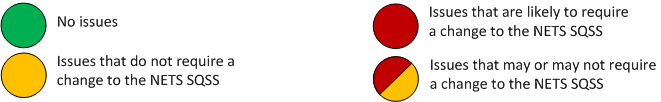 No issues
Issues that do not require a
change to the NETS SQSS
Issues that are likely to require
a change to the NETS SQSS
Issues that may or may not require
a change to the NETS SQSS